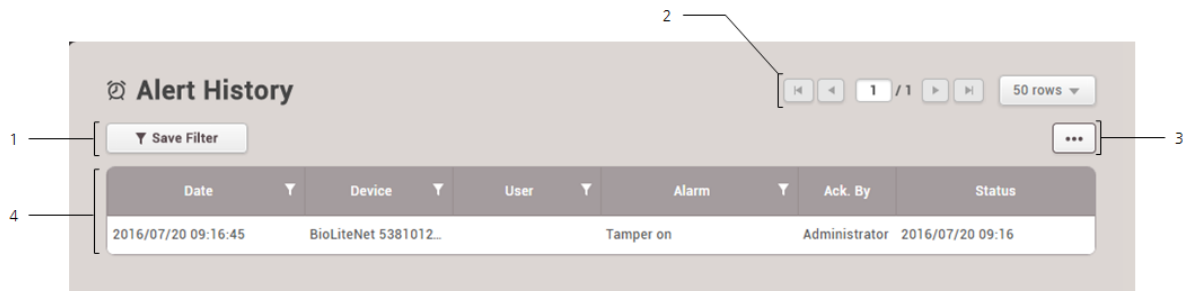 2
Alert History
1 / 1
50 rows
1
Save Filter
...
3
4
Date Device User Alarm Ack. By Status
2016/07/20 09:16:45 BioLiteNet 5381012... Tamper on Administrator 2016/07/20 09:16